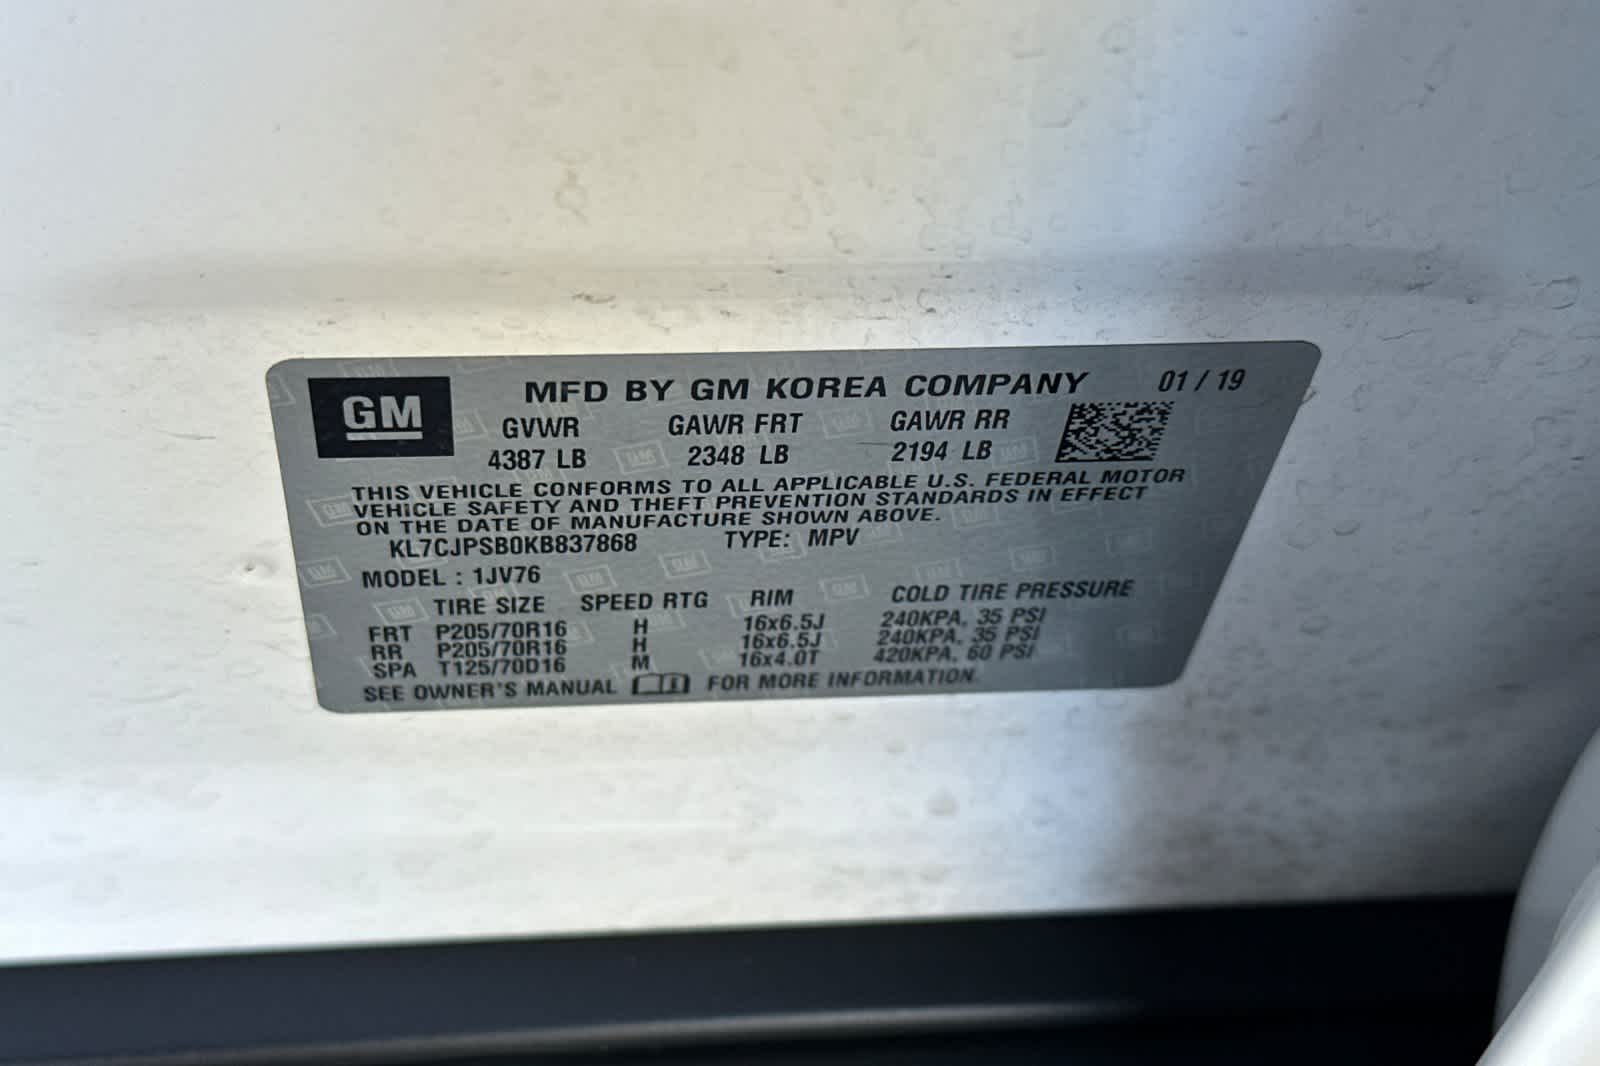 GM
MFD BY GM KOREA COMPANY 01 / 19
GVWR GAWR FRT GAWR RR
4387 LB 2348 LB 2194 LB
THIS VEHICLE CONFORMS TO ALL APPLICABLE U.S. FEDERAL MOTOR
VEHICLE SAFETY AND THEFT PREVENTION STANDARDS IN EFFECT
ON THE DATE OF MANUFACTURE SHOWN ABOVE.
KL7CJPSB0KB837868 TYPE: MPV
MODEL : 1JV76
TIRE SIZE SPEED RTG RIM COLD TIRE PRESSURE
FRT P205/70R16 H 16x6.5J 240KPA, 35 PSI
RR P205/70R16 H 16x6.5J 240KPA, 35 PSI
SPA T125/70D16 M 16x4.0T 420KPA, 60 PSI
SEE OWNER'S MANUAL FOR MORE INFORMATION.